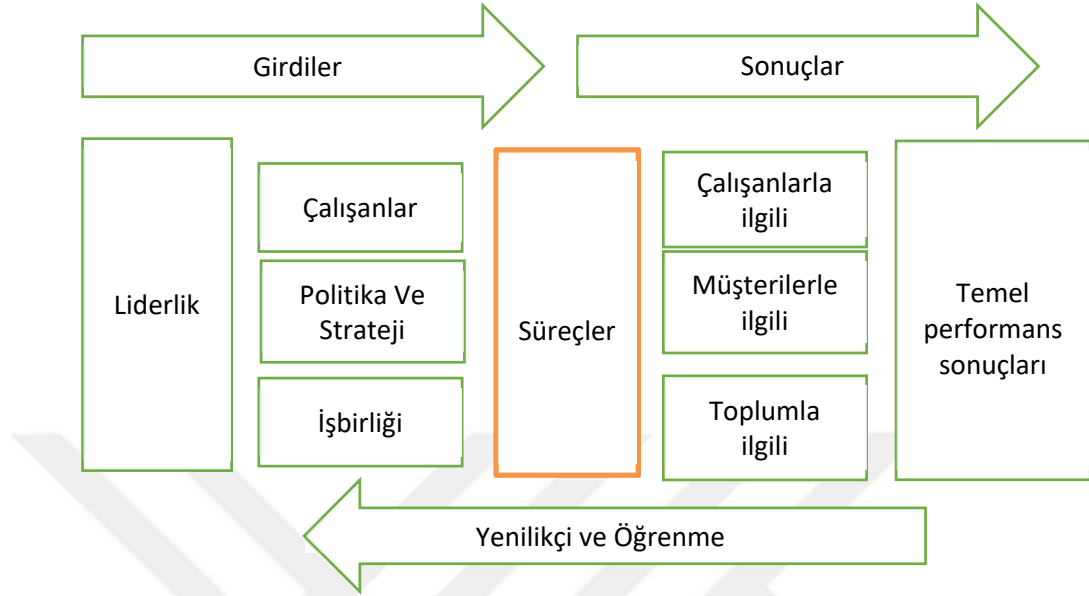 Girdiler
Sonuçlar
Liderlik
Çalışanlar
Politika Ve
Strateji
İşbirliği
Süreçler
Çalışanlarla
ilgili
Müşterilerle
ilgili
Toplumla
ilgili
Temel
performans
sonuçları
Yenilikçi ve Öğrenme